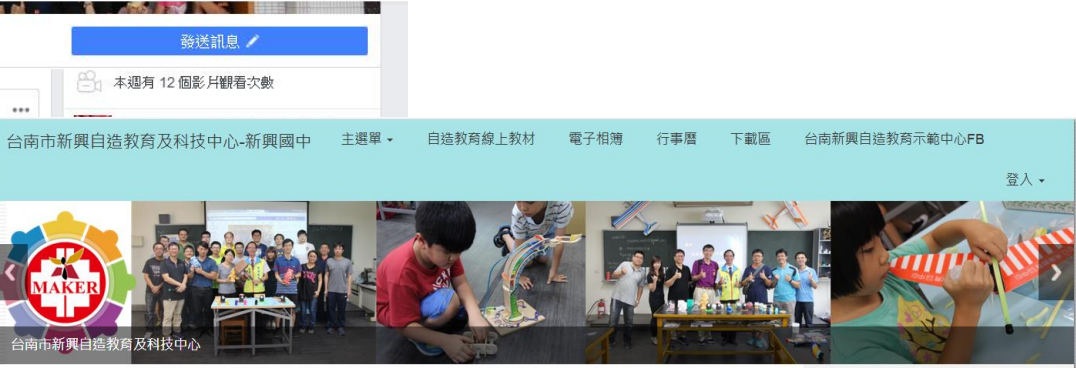 發送訊息
本週有 12 個影片觀看次數
台南市新興自造教育及科技中心-新興國中
主選單
自造教育線上教材
電子相簿
行事曆
下載區
台南新興自造教育示範中心FB
登入
MAKER
台南市新興自造教育及科技中心